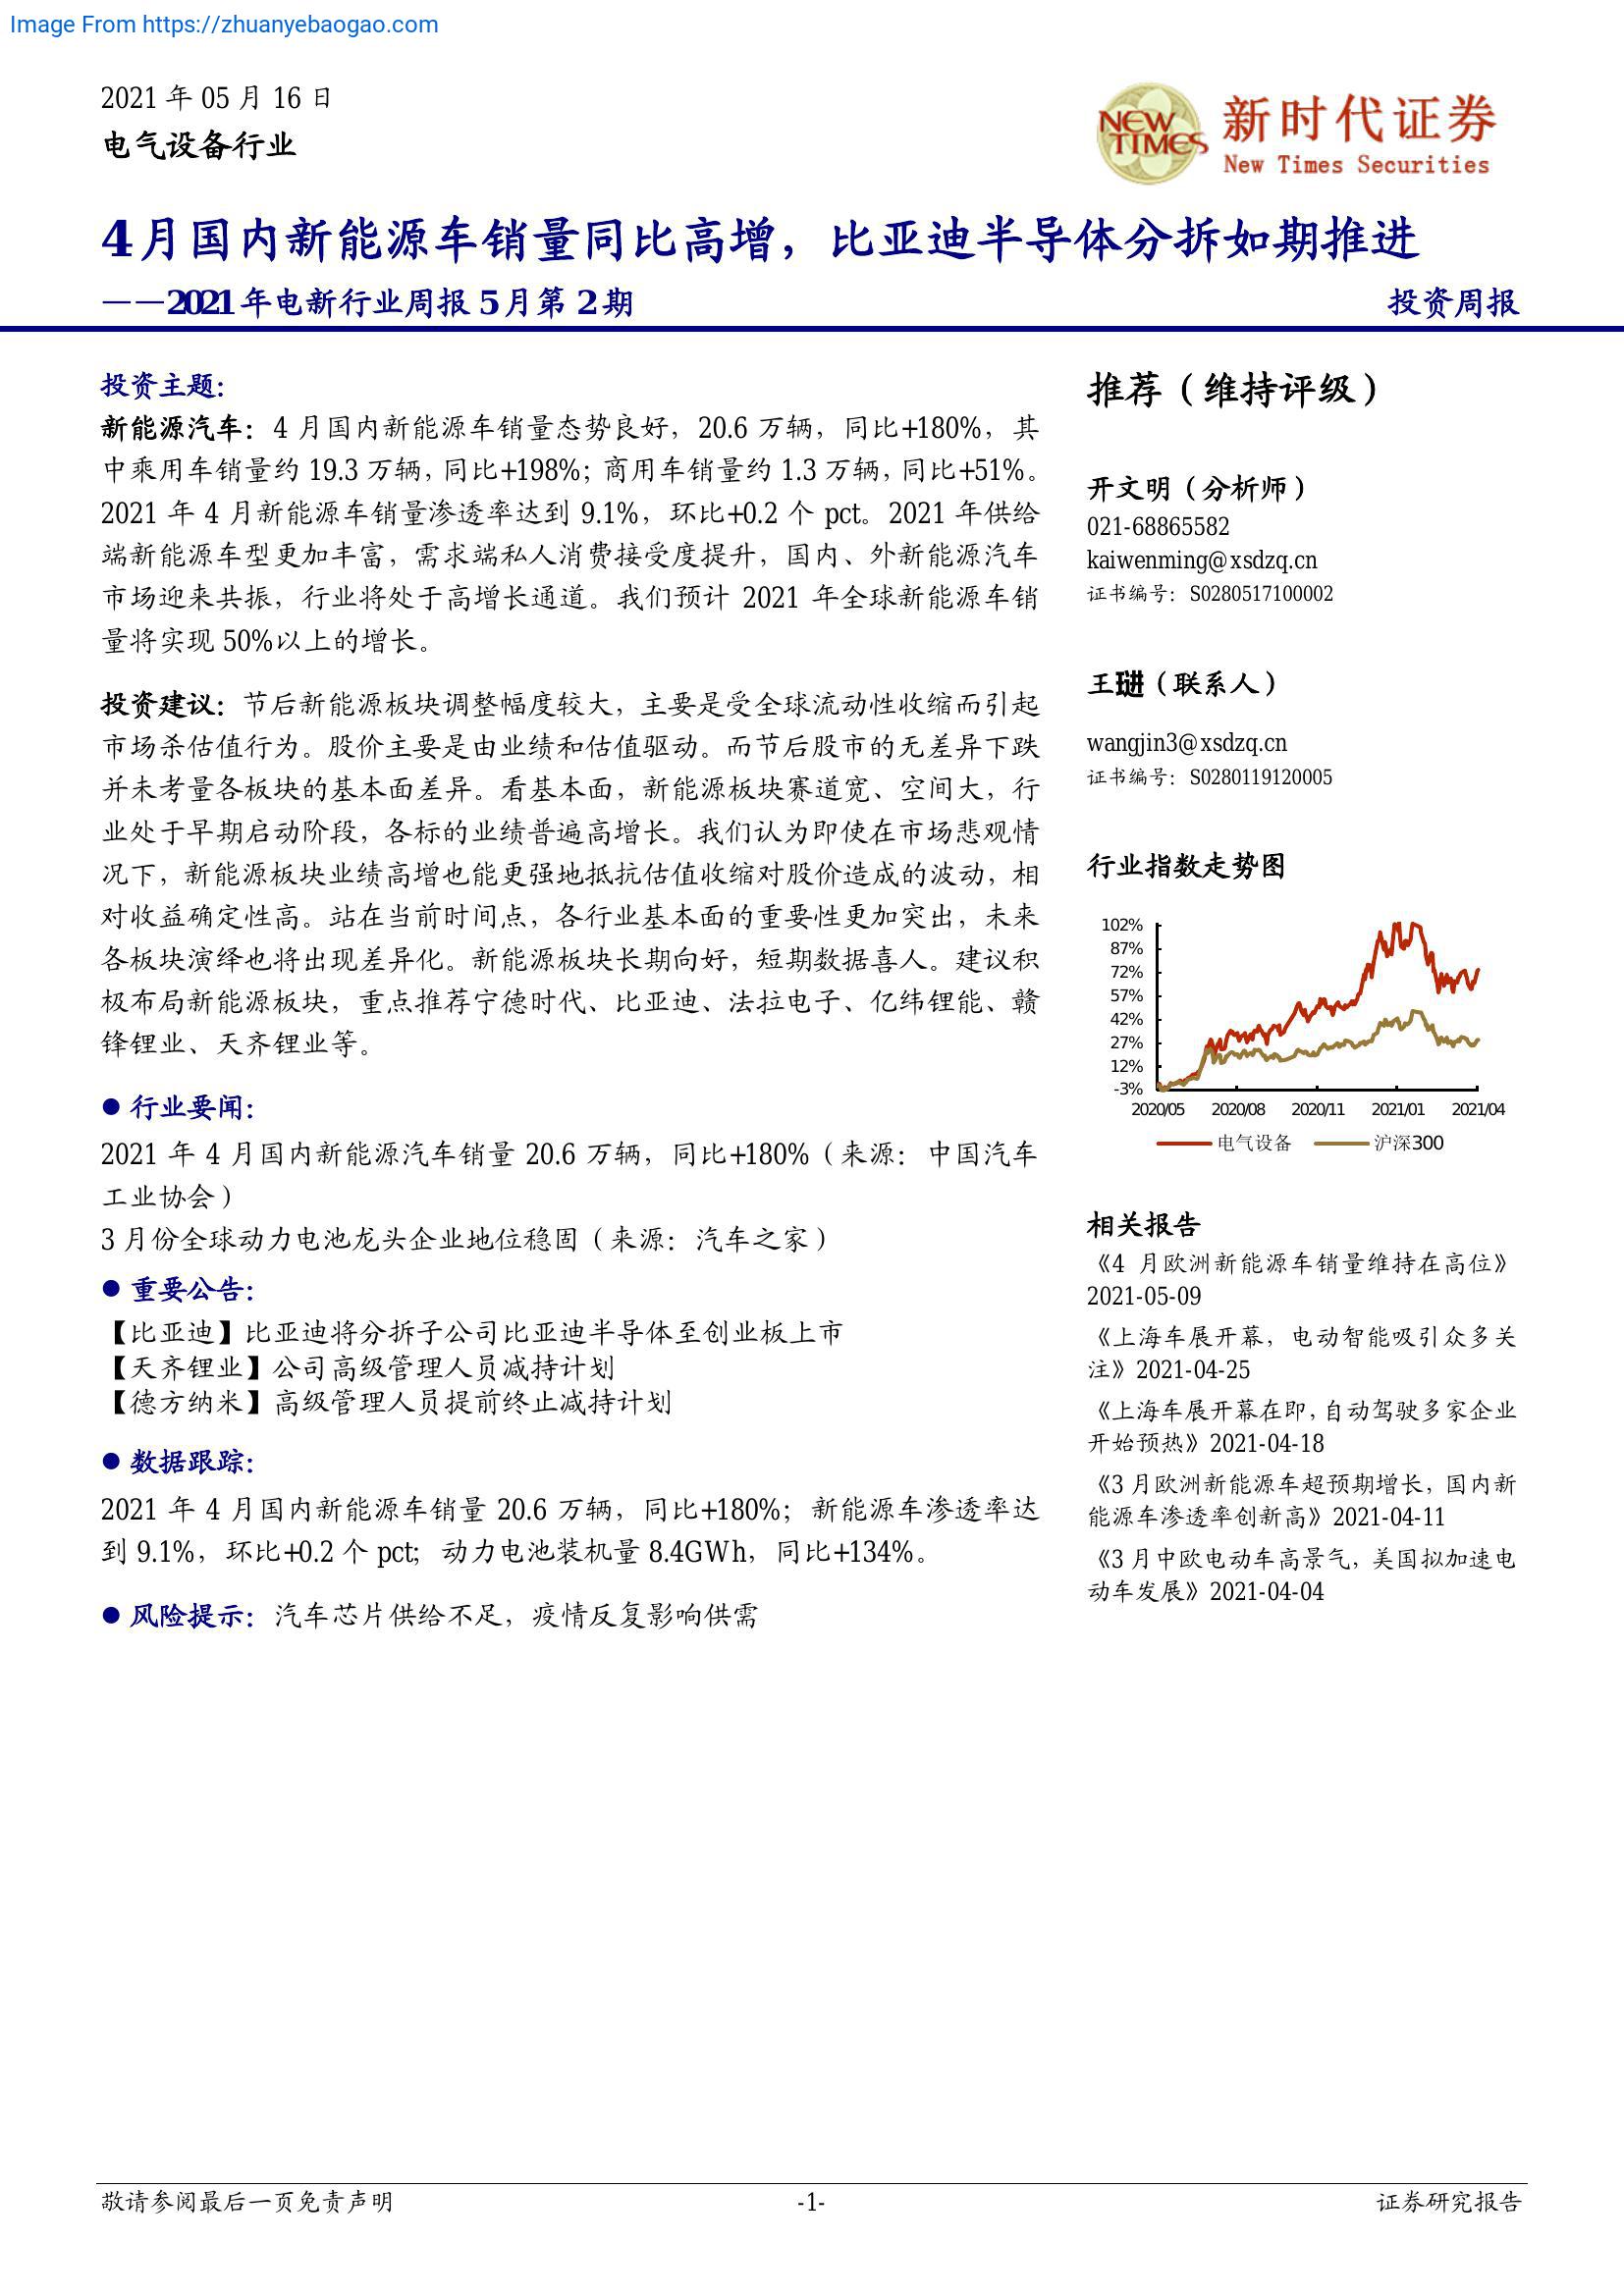 Image From https://zhuanyebaogao.com
2021 年 05 月 16 日
电气设备行业
NEW TIMES
新时代证券
New Times Securities
4月国内新能源车销量同比高增，比亚迪半导体分拆如期推进
——2021年电新行业周报5月第2期
投资周报
投资主题：
新能源汽车：4 月国内新能源车销量态势良好，20.6 万辆，同比+180%，其
中乘用车销量约 19.3 万辆，同比+198%；商用车销量约 1.3 万辆，同比+51%。
2021 年 4 月新能源车销量渗透率达到 9.1%，环比+0.2 个 pct。2021 年供给
端新能源车型更加丰富，需求端私人消费接受度提升，国内、外新能源汽车
市场迎来共振，行业将处于高增长通道。我们预计 2021 年全球新能源车销
量将实现 50%以上的增长。
投资建议：节后新能源板块调整幅度较大，主要是受全球流动性收缩而引起
市场杀估值行为。股价主要是由业绩和估值驱动。而节后股市的无差异下跌
并未考量各板块的基本面差异。看基本面，新能源板块赛道宽、空间大，行
业处于早期启动阶段，各标的业绩普遍高增长。我们认为即使在市场悲观情
况下，新能源板块业绩高增也能更强地抵抗估值收缩对股价造成的波动，相
对收益确定性高。站在当前时间点，各行业基本面的重要性更加突出，未来
各板块演绎也将出现差异化。新能源板块长期向好，短期数据喜人。建议积
极布局新能源板块，重点推荐宁德时代、比亚迪、法拉电子、亿纬锂能、赣
锋锂业、天齐锂业等。
● 行业要闻：
2021 年 4 月国内新能源汽车销量 20.6 万辆，同比+180%（来源：中国汽车
工业协会）
3 月份全球动力电池龙头企业地位稳固（来源：汽车之家）
● 重要公告：
【比亚迪】比亚迪将分拆子公司比亚迪半导体至创业板上市
【天齐锂业】公司高级管理人员减持计划
【德方纳米】高级管理人员提前终止减持计划
● 数据跟踪：
2021 年 4 月国内新能源车销量 20.6 万辆，同比+180%；新能源车渗透率达
到 9.1%，环比+0.2 个 pct；动力电池装机量 8.4GWh，同比+134%。
● 风险提示：汽车芯片供给不足，疫情反复影响供需
推荐（维持评级）
开文明（分析师）
021-68865582
kaiwenming@xsdzq.cn
证书编号：S0280517100002
王琎（联系人）
wangjin3@xsdzq.cn
证书编号：S0280119120005
行业指数走势图
102%
87%
72%
57%
42%
27%
12%
-3%
2020/05 2020/08 2020/11 2021/01 2021/04
电气设备 沪深300
相关报告
《4 月欧洲新能源车销量维持在高位》
2021-05-09
《上海车展开幕，电动智能吸引众多关
注》2021-04-25
《上海车展开幕在即，自动驾驶多家企业
开始预热》2021-04-18
《3 月欧洲新能源车超预期增长，国内新
能源车渗透率创新高》2021-04-11
《3 月中欧电动车高景气，美国拟加速电
动车发展》2021-04-04
敬请参阅最后一页免责声明
-1-
证券研究报告